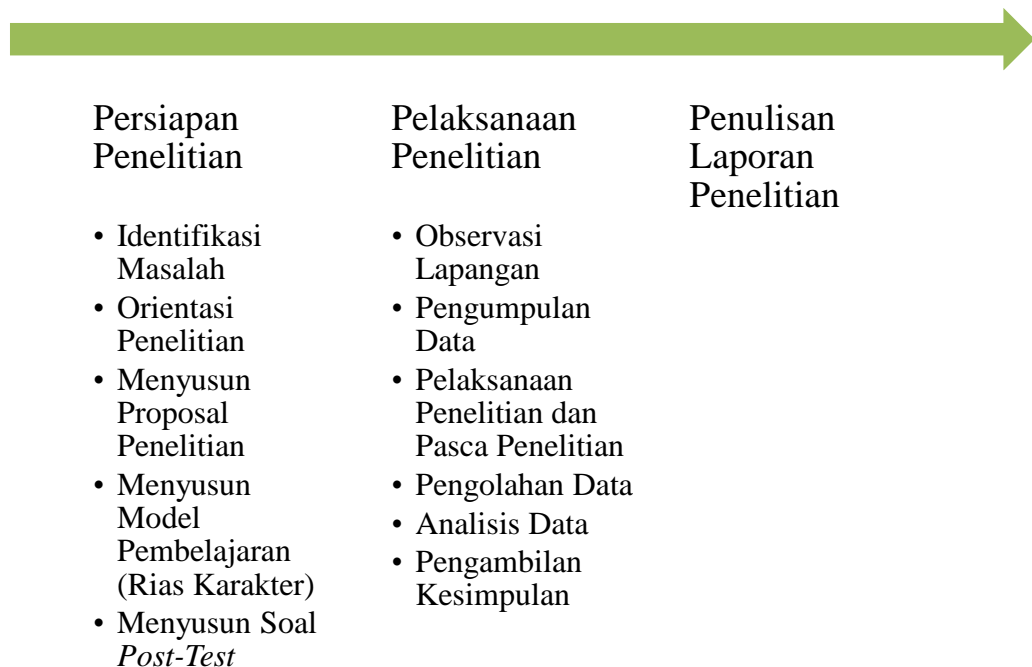 Persiapan
Penelitian
• Identifikasi
Masalah
• Orientasi
Penelitian
• Menyusun
Proposal
Penelitian
• Menyusun
Model
Pembelajaran
(Rias Karakter)
• Menyusun Soal
Post-Test
Pelaksanaan
Penelitian
• Observasi
Lapangan
• Pengumpulan
Data
• Pelaksanaan
Penelitian dan
Pasca Penelitian
• Pengolahan Data
• Analisis Data
• Pengambilan
Kesimpulan
Penulisan
Laporan
Penelitian